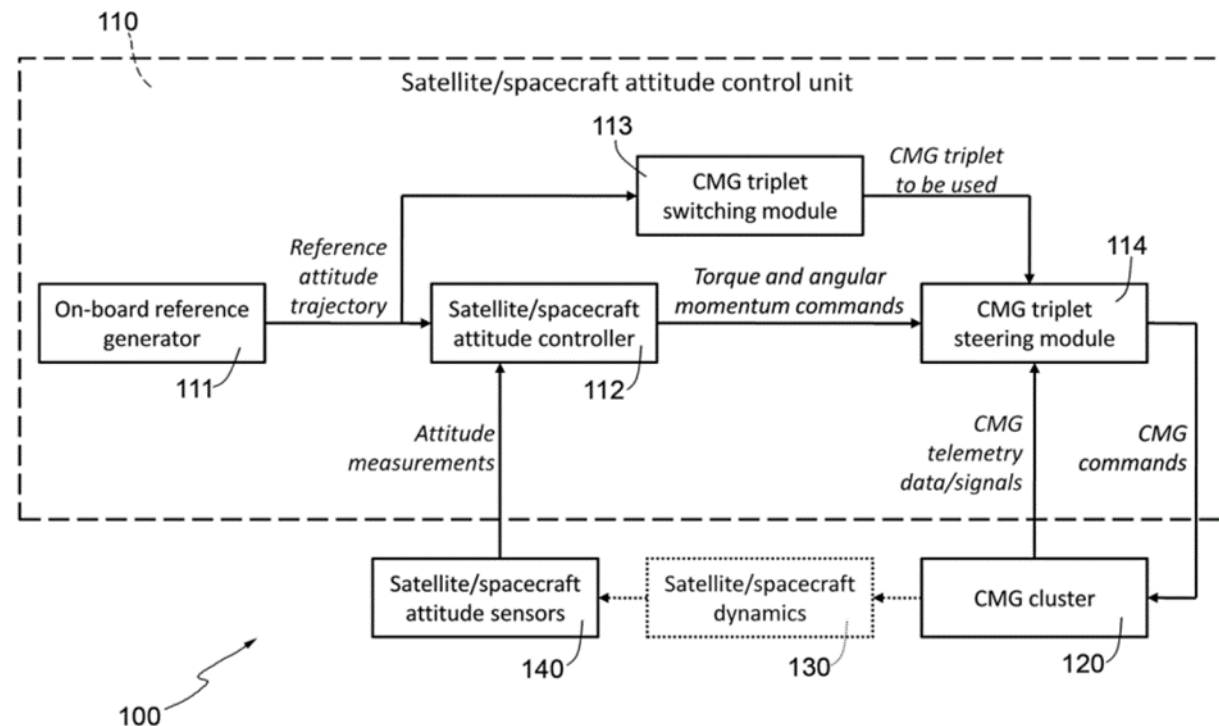 110
Satellite/spacecraft attitude control unit
113
CMG triplet
switching module
CMG triplet
to be used
Reference
attitude
trajectory
On-board reference
generator
111
Satellite/spacecraft
attitude controller
112
Torque and angular
momentum commands
114
CMG triplet
steering module
Attitude
measurements
CMG
telemetry
data/signals
CMG
commands
Satellite/spacecraft
attitude sensors
140
Satellite/spacecraft
dynamics
130
CMG cluster
120
100